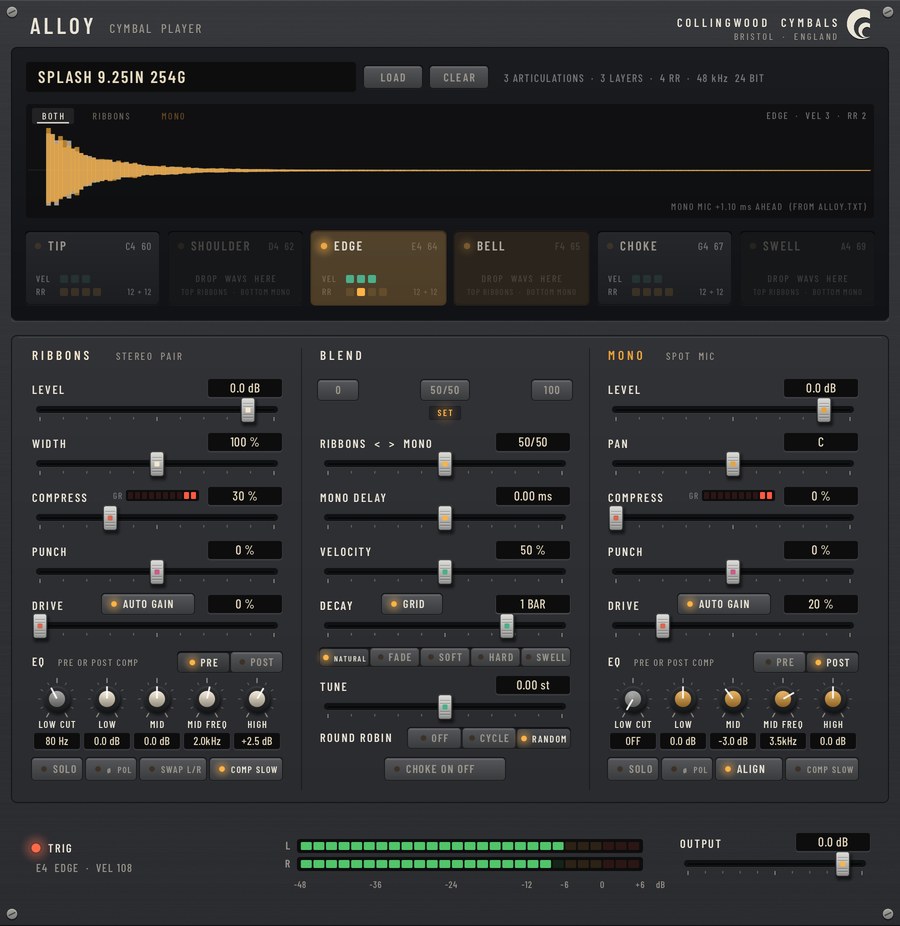 ALLOY CYMBAL PLAYER
COLLINGWOOD CYMBALS
BRISTOL · ENGLAND
SPLASH 9.25IN 254G LOAD CLEAR 3 ARTICULATIONS · 3 LAYERS · 4 RR · 48 kHz 24 BIT
BOTH RIBBONS MONO EDGE · VEL 3 · RR 2
MONO MIC +1.10 ms AHEAD (FROM ALLOY.TXT)
TIP C4 60 SHOULDER D4 62 EDGE E4 64 BELL F4 65 CHOKE G4 67 SWELL A4 69
VEL DROP WAVS HERE VEL DROP WAVS HERE VEL DROP WAVS HERE
RR 12 + 12 TOP RIBBONS · BOTTOM MONO RR 12 + 12 TOP RIBBONS · BOTTOM MONO RR 12 + 12 TOP RIBBONS · BOTTOM MONO
RIBBONS STEREO PAIR
LEVEL 0.0 dB
WIDTH 100 %
COMPRESS GR 30 %
PUNCH 0 %
DRIVE AUTO GAIN 0 %
EQ PRE OR POST COMP PRE POST
LOW CUT LOW MID MID FREQ HIGH
80 Hz 0.0 dB 0.0 dB 2.0kHz +2.5 dB
SOLO ø POL SWAP L/R COMP SLOW
BLEND
0 50/50 100
SET
RIBBONS < > MONO 50/50
MONO DELAY 0.00 ms
VELOCITY 50 %
DECAY GRID 1 BAR
NATURAL FADE SOFT HARD SWELL
TUNE 0.00 st
ROUND ROBIN OFF CYCLE RANDOM
CHOKE ON OFF
MONO SPOT MIC
LEVEL 0.0 dB
PAN C
COMPRESS GR 0 %
PUNCH 0 %
DRIVE AUTO GAIN 20 %
EQ PRE OR POST COMP PRE POST
LOW CUT LOW MID MID FREQ HIGH
OFF 0.0 dB -3.0 dB 3.5kHz 0.0 dB
SOLO ø POL ALIGN COMP SLOW
TRIG
E4 EDGE · VEL 108
L
R
-48 -36 -24 -12 -6 0 +6 dB
OUTPUT 0.0 dB